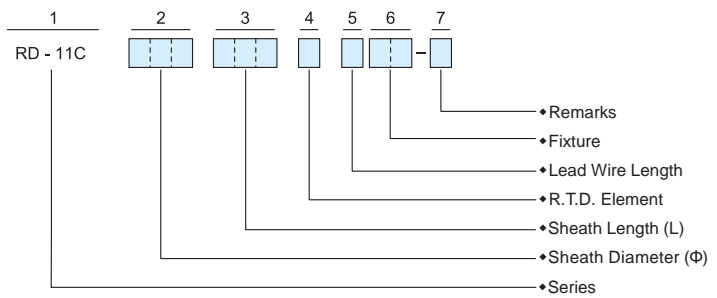 1 2 3 4 5 6 7
RD - 11C -
◆Remarks
◆Fixture
◆Lead Wire Length
◆R.T.D. Element
◆Sheath Length (L)
◆Sheath Diameter (Φ)
◆Series